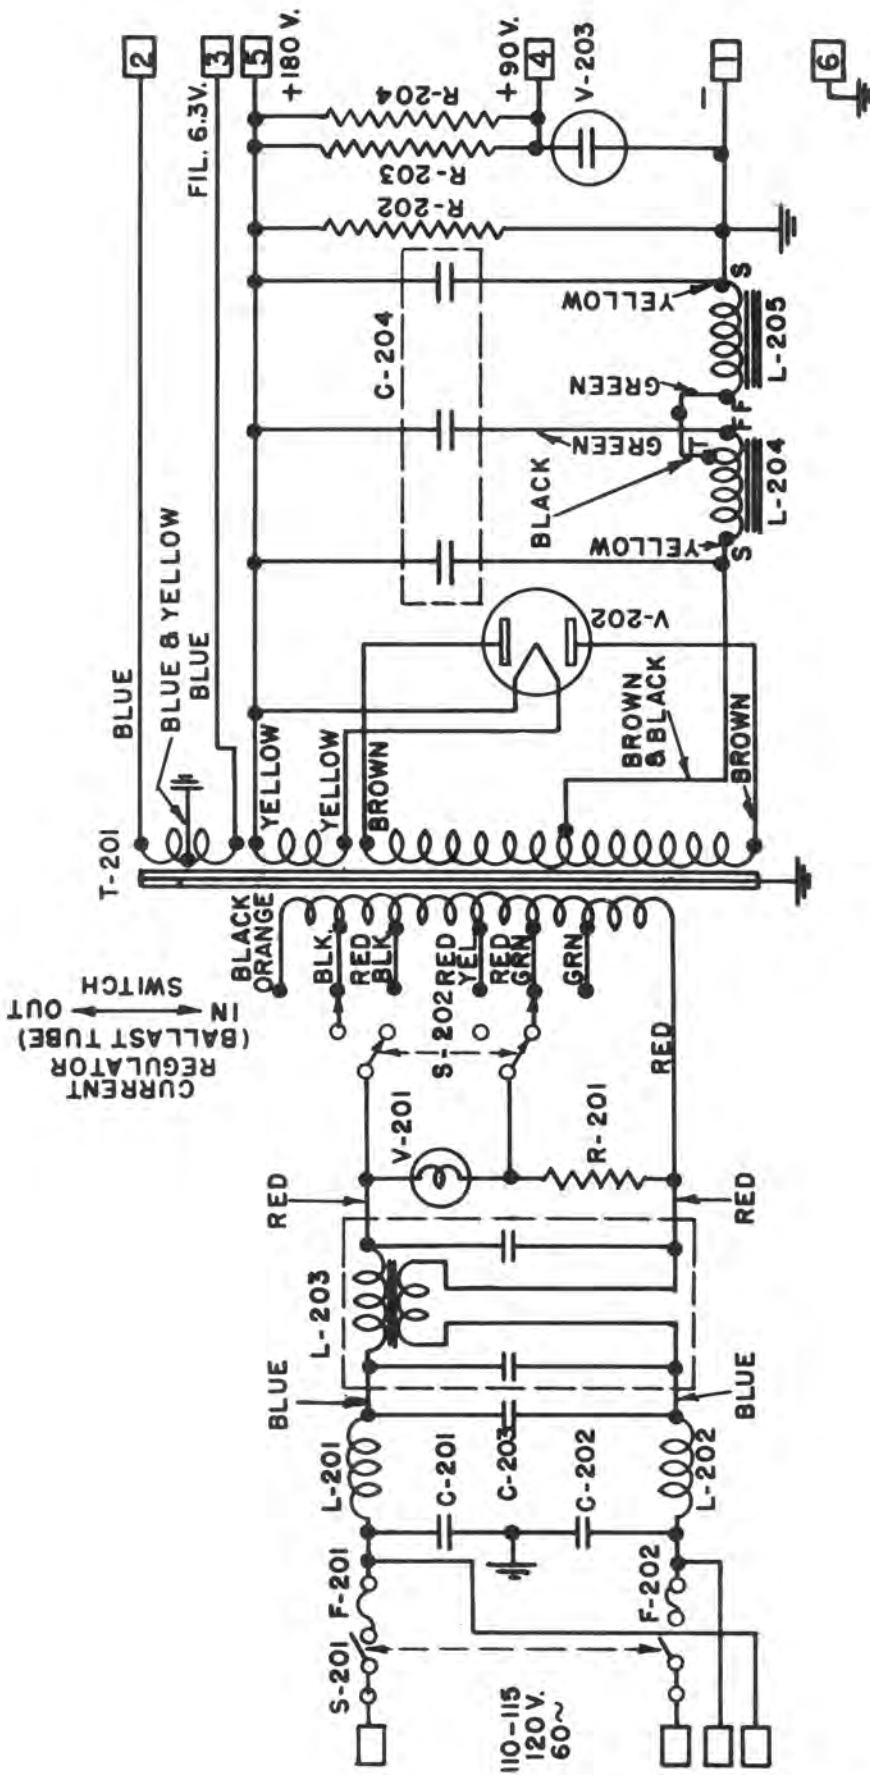 110-115
120 V.
60~
S-201
F-201
L-201
BLUE
L-203
RED
C-201
C-203
C-202
F-202
L-202
BLUE
RED
V-201
R-201
S-202
RED
CURRENT
REGULATOR
(BALLAST TUBE)
IN ⟷ OUT
SWITCH
BLACK
ORANGE
BLK.
RED
BLK
RED
YEL
RED
GRN
GRN
T-201
BLUE
BLUE & YELLOW
BLUE
YELLOW
YELLOW
BROWN
BROWN
& BLACK
BROWN
V-202
C-204
YELLOW
S
L-204
BLACK
T
GREEN
F
F
GREEN
L-205
YELLOW
S
R-202
R-203
R-204
V-203
2
FIL. 6.3V.
3
5
+180 V.
+90 V.
4
−
1
6